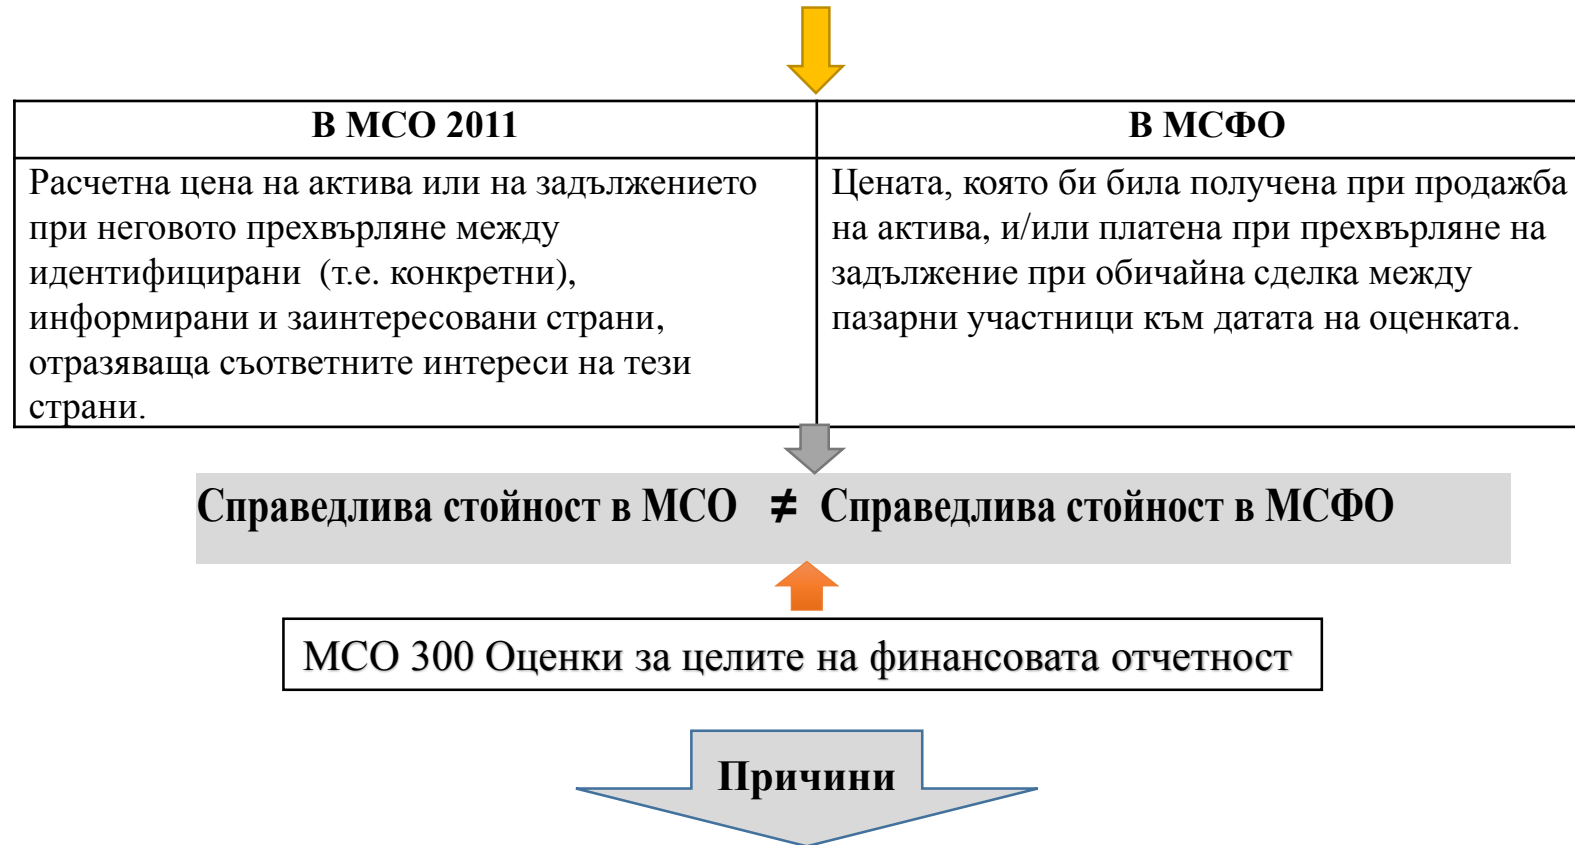 В МСО 2011
В МСФО
Расчетна цена на актива или на задължението
при неговото прехвърляне между
идентифицирани (т.е. конкретни),
информирани и заинтересовани страни,
отразяваща съответните интереси на тези
страни.
Цената, която би била получена при продажба
на актива, и/или платена при прехвърляне на
задължение при обичайна сделка между
пазарни участници към датата на оценката.
Справедлива стойност в МСО ≠ Справедлива стойност в МСФО
МСО 300 Оценки за целите на финансовата отчетност
Причини